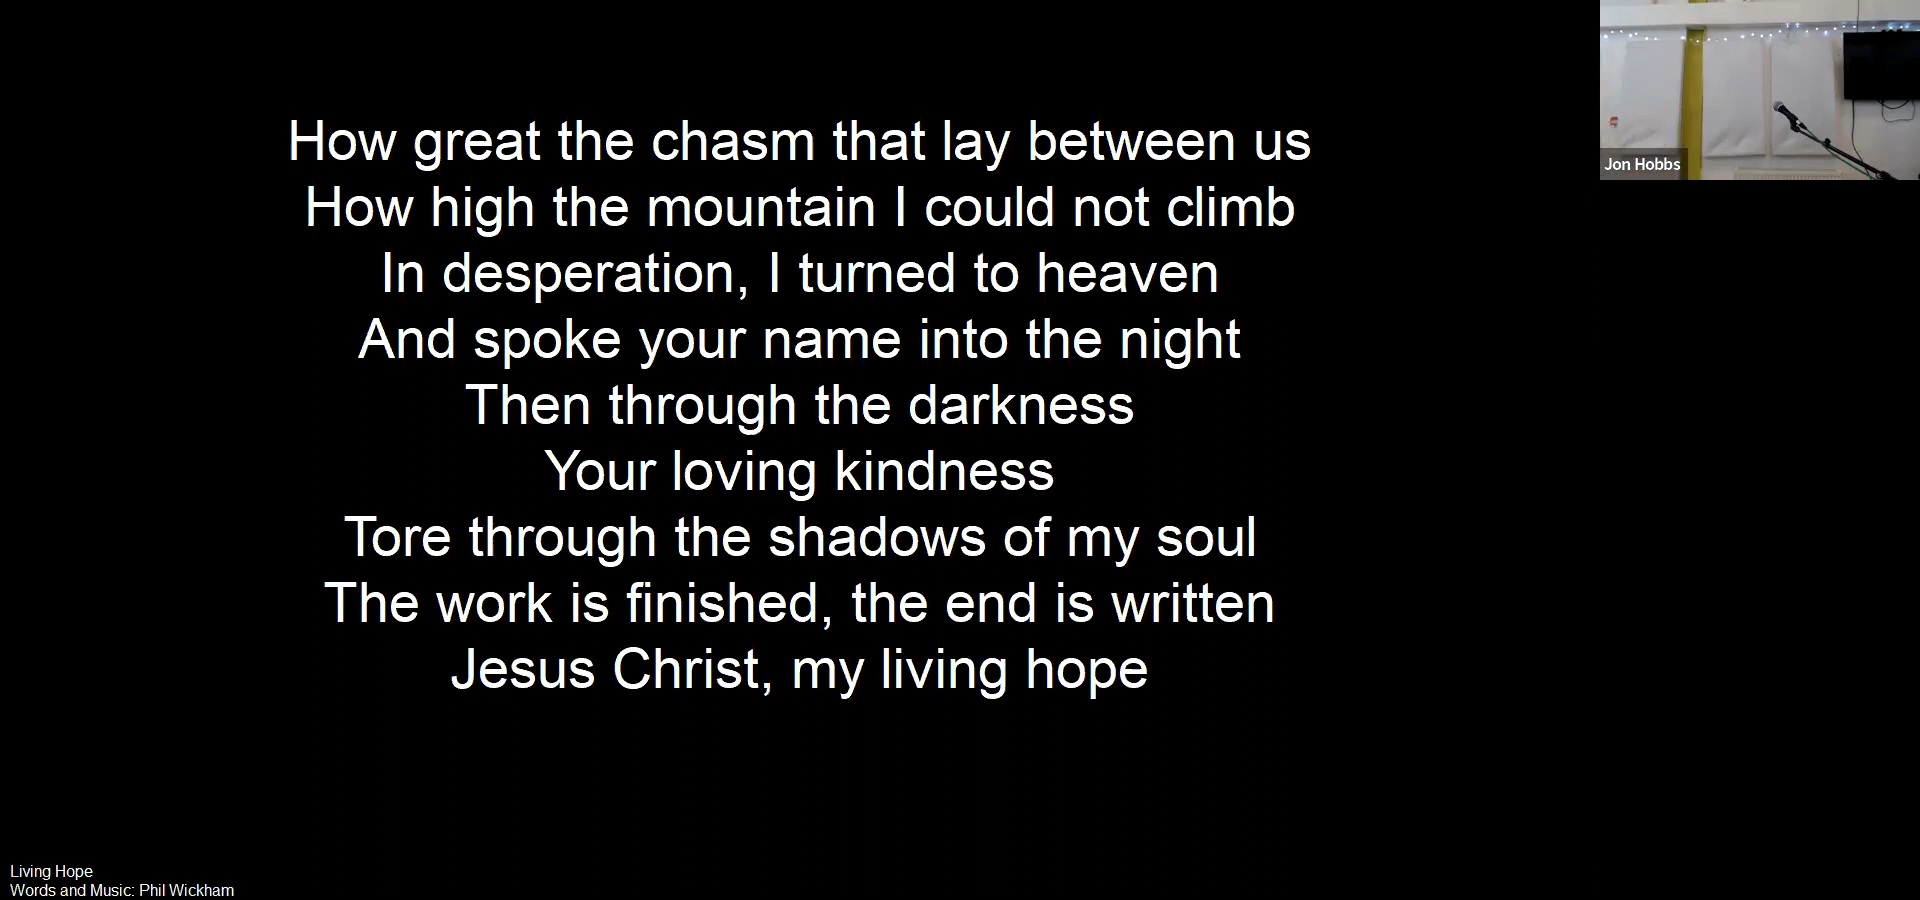 How great the chasm that lay between us
How high the mountain I could not climb
In desperation, I turned to heaven
And spoke your name into the night
Then through the darkness
Your loving kindness
Tore through the shadows of my soul
The work is finished, the end is written
Jesus Christ, my living hope
Jon Hobbs
Living Hope
Words and Music: Phil Wickham